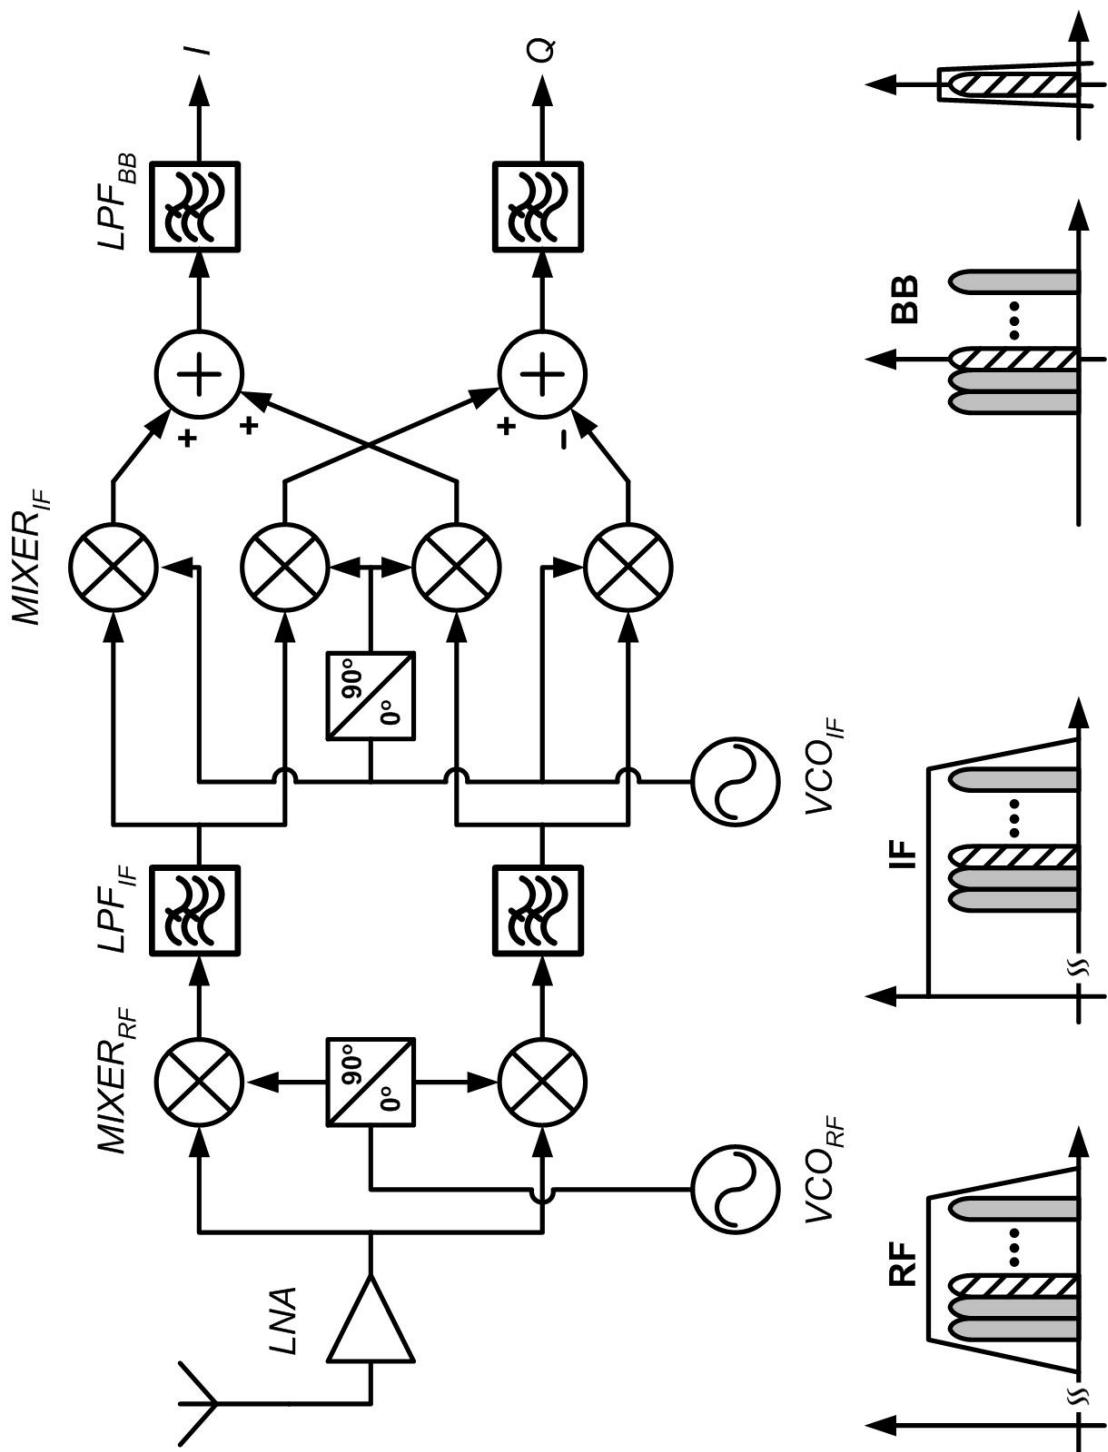 LNA
MIXER_RF
90°
0°
VCO_RF
LPF_IF
VCO_IF
90°
0°
MIXER_IF
+
+
+
−
LPF_BB
I
Q
RF
IF
BB